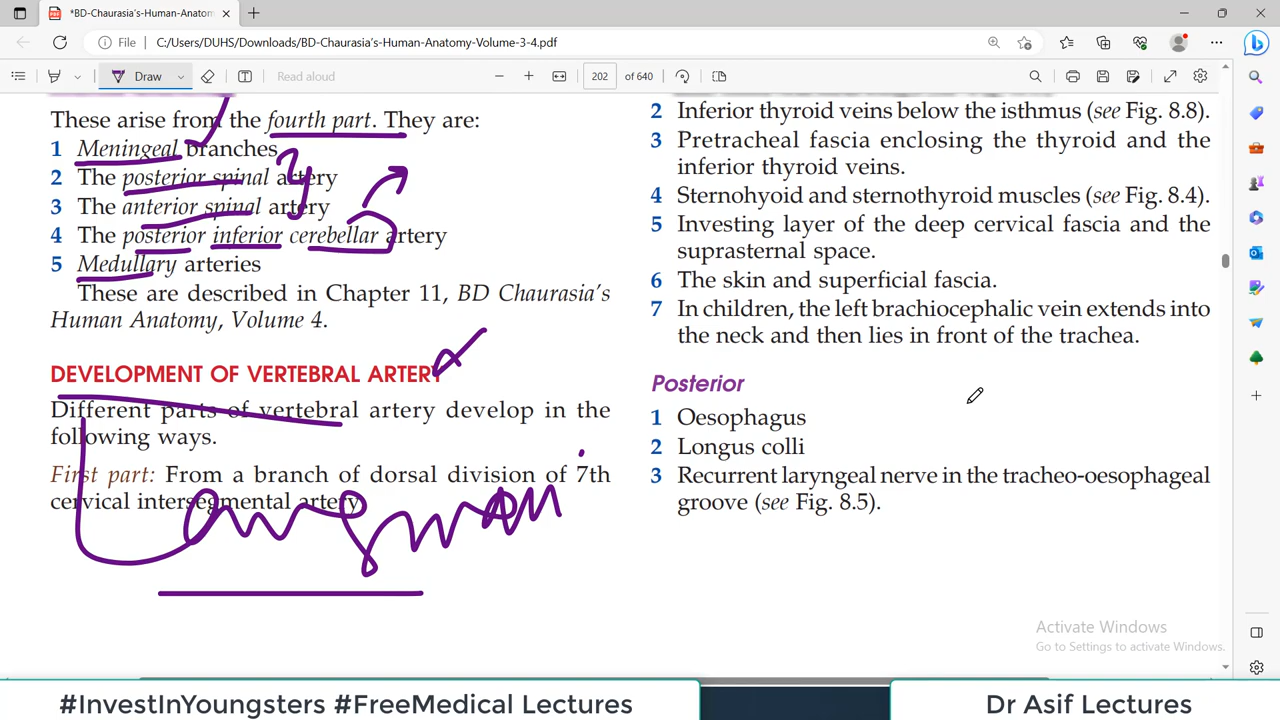 *BD-Chaurasia's-Human-Anatom
File
C:/Users/DUHS/Downloads/BD-Chaurasia's-Human-Anatomy-Volume-3-4.pdf
Draw
Read aloud
202 of 640
These arise from the fourth part. They are:
1 Meningeal branches
2 The posterior spinal artery
3 The anterior spinal artery
4 The posterior inferior cerebellar artery
5 Medullary arteries
These are described in Chapter 11, BD Chaurasia's
Human Anatomy, Volume 4.
DEVELOPMENT OF VERTEBRAL ARTERY
Different parts of vertebral artery develop in the
following ways.
First part: From a branch of dorsal division of 7th
cervical intersegmental artery
2 Inferior thyroid veins below the isthmus (see Fig. 8.8).
3 Pretracheal fascia enclosing the thyroid and the
inferior thyroid veins.
4 Sternohyoid and sternothyroid muscles (see Fig. 8.4).
5 Investing layer of the deep cervical fascia and the
suprasternal space.
6 The skin and superficial fascia.
7 In children, the left brachiocephalic vein extends into
the neck and then lies in front of the trachea.
Posterior
1 Oesophagus
2 Longus colli
3 Recurrent laryngeal nerve in the tracheo-oesophageal
groove (see Fig. 8.5).
Activate Windows
Go to Settings to activate Windows.
#InvestInYoungsters #FreeMedical Lectures
Dr Asif Lectures